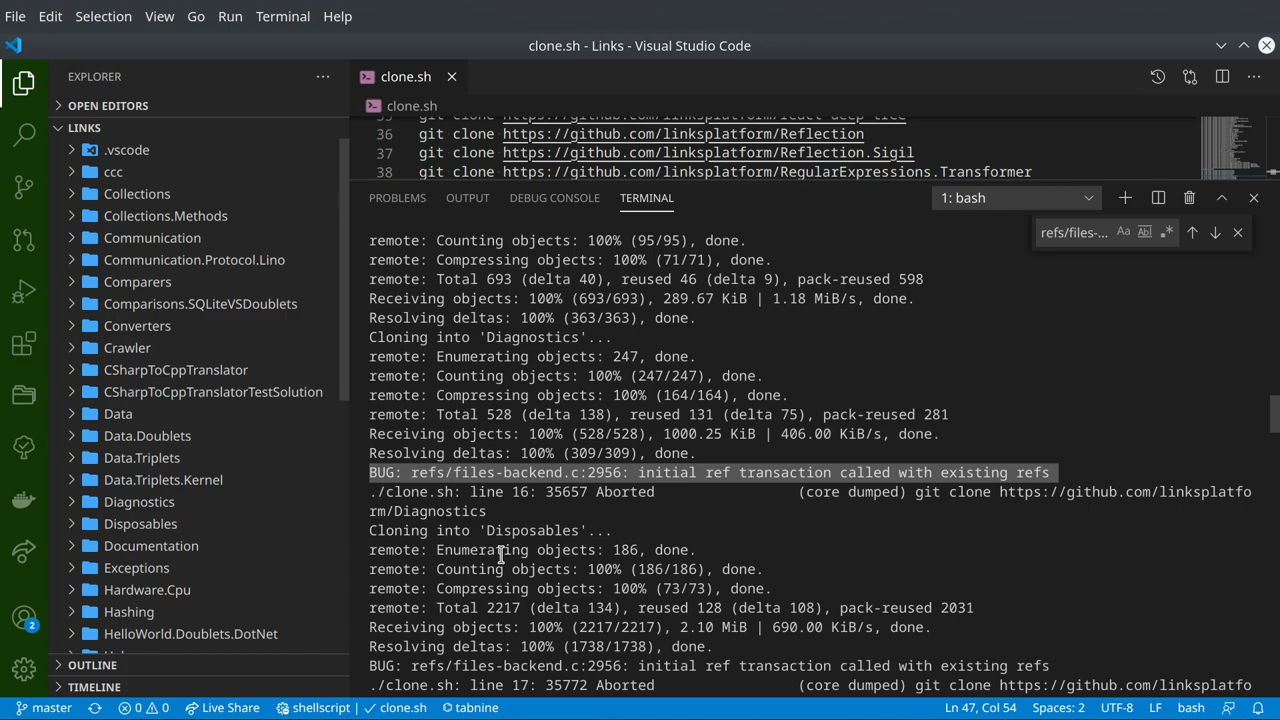 File Edit Selection View Go Run Terminal Help
clone.sh - Links - Visual Studio Code
EXPLORER
OPEN EDITORS
LINKS
.vscode
ccc
Collections
Collections.Methods
Communication
Communication.Protocol.Lino
Comparers
Comparisons.SQLiteVSDoublets
Converters
Crawler
CSharpToCppTranslator
CSharpToCppTranslatorTestSolution
Data
Data.Doublets
Data.Triplets
Data.Triplets.Kernel
Diagnostics
Disposables
Documentation
Exceptions
Hardware.Cpu
Hashing
HelloWorld.Doublets.DotNet
OUTLINE
TIMELINE
2
clone.sh
clone.sh
36 git clone https://github.com/linksplatform/Reflection
37 git clone https://github.com/linksplatform/Reflection.Sigil
38 git clone https://github.com/linksplatform/RegularExpressions.Transformer
PROBLEMS OUTPUT DEBUG CONSOLE TERMINAL 1: bash
refs/files-... Aa Abl .*
remote: Counting objects: 100% (95/95), done.
remote: Compressing objects: 100% (71/71), done.
remote: Total 693 (delta 40), reused 46 (delta 9), pack-reused 598
Receiving objects: 100% (693/693), 289.67 KiB | 1.18 MiB/s, done.
Resolving deltas: 100% (363/363), done.
Cloning into 'Diagnostics'...
remote: Enumerating objects: 247, done.
remote: Counting objects: 100% (247/247), done.
remote: Compressing objects: 100% (164/164), done.
remote: Total 528 (delta 138), reused 131 (delta 75), pack-reused 281
Receiving objects: 100% (528/528), 1000.25 KiB | 406.00 KiB/s, done.
Resolving deltas: 100% (309/309), done.
BUG: refs/files-backend.c:2956: initial ref transaction called with existing refs
./clone.sh: line 16: 35657 Aborted (core dumped) git clone https://github.com/linksplatfo
rm/Diagnostics
Cloning into 'Disposables'...
remote: Enumerating objects: 186, done.
remote: Counting objects: 100% (186/186), done.
remote: Compressing objects: 100% (73/73), done.
remote: Total 2217 (delta 134), reused 128 (delta 108), pack-reused 2031
Receiving objects: 100% (2217/2217), 2.10 MiB | 690.00 KiB/s, done.
Resolving deltas: 100% (1738/1738), done.
BUG: refs/files-backend.c:2956: initial ref transaction called with existing refs
./clone.sh: line 17: 35772 Aborted (core dumped) git clone https://github.com/linksplatfo
master 0 0 Live Share shellscript clone.sh tabnine Ln 47, Col 54 Spaces: 2 UTF-8 LF bash